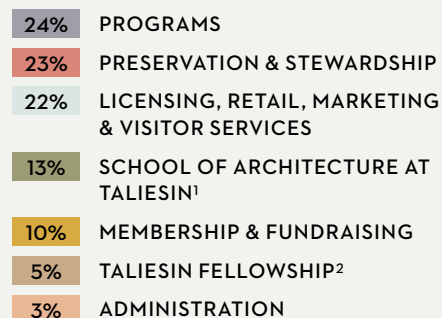 24% PROGRAMS
23% PRESERVATION & STEWARDSHIP
22% LICENSING, RETAIL, MARKETING
& VISITOR SERVICES
13% SCHOOL OF ARCHITECTURE AT
TALIESIN¹
10% MEMBERSHIP & FUNDRAISING
5% TALIESIN FELLOWSHIP²
3% ADMINISTRATION